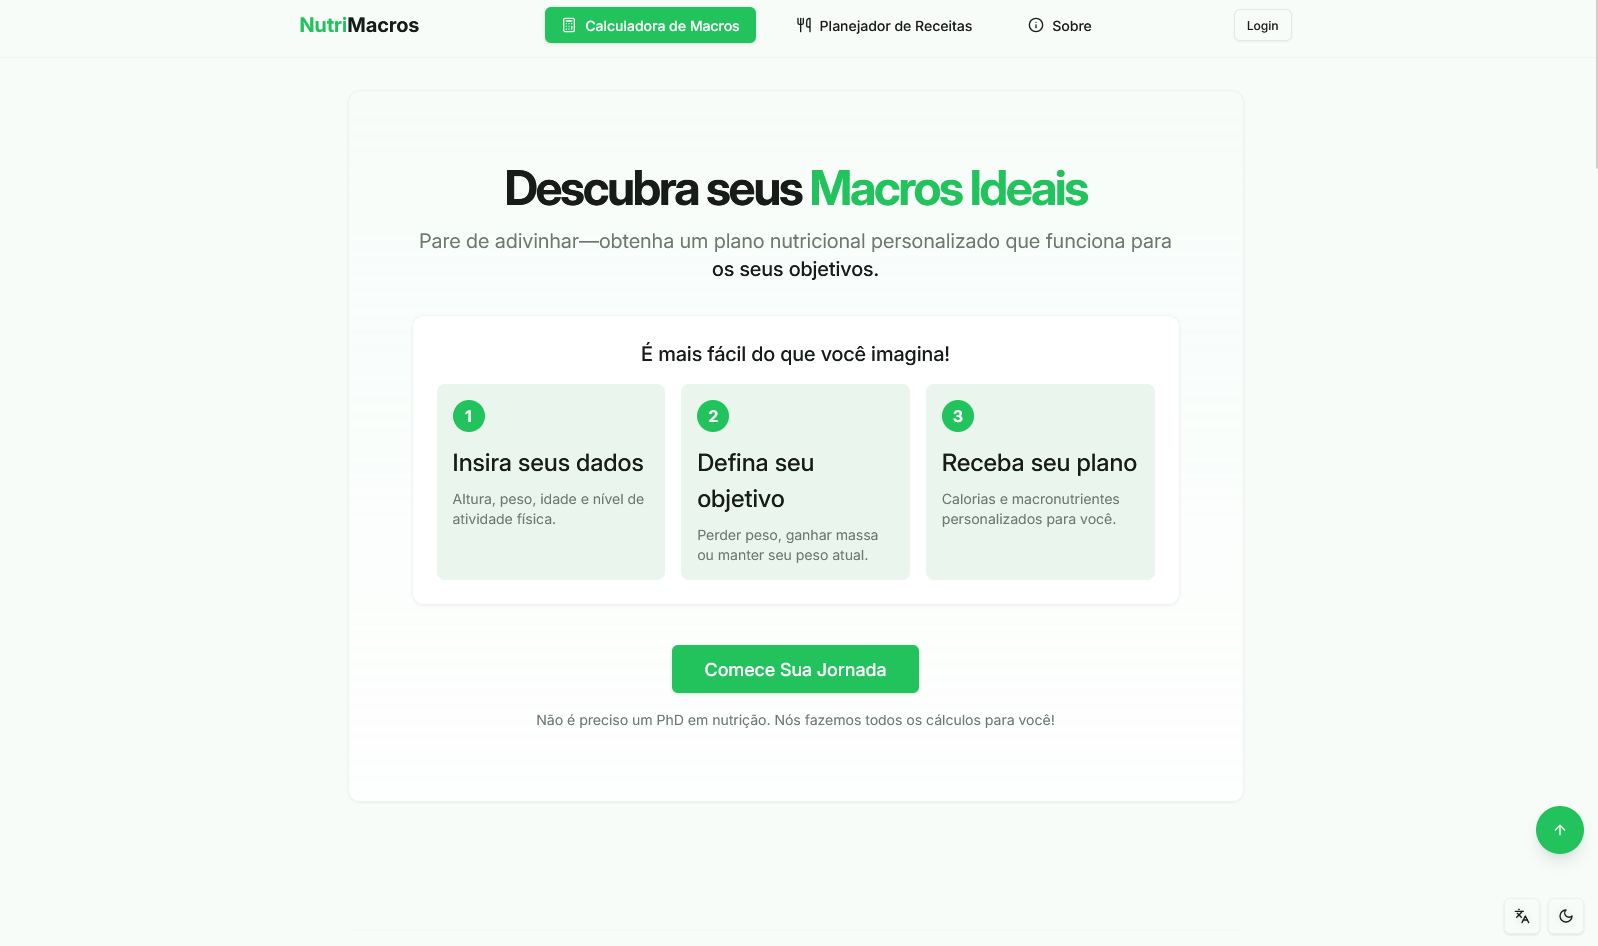 NutriMacros
Calculadora de Macros
Planejador de Receitas
Sobre
Login
Descubra seus Macros Ideais
Pare de adivinhar—obtenha um plano nutricional personalizado que funciona para
os seus objetivos.
É mais fácil do que você imagina!
1
Insira seus dados
Altura, peso, idade e nível de
atividade física.
2
Defina seu
objetivo
Perder peso, ganhar massa
ou manter seu peso atual.
3
Receba seu plano
Calorias e macronutrientes
personalizados para você.
Comece Sua Jornada
Não é preciso um PhD em nutrição. Nós fazemos todos os cálculos para você!